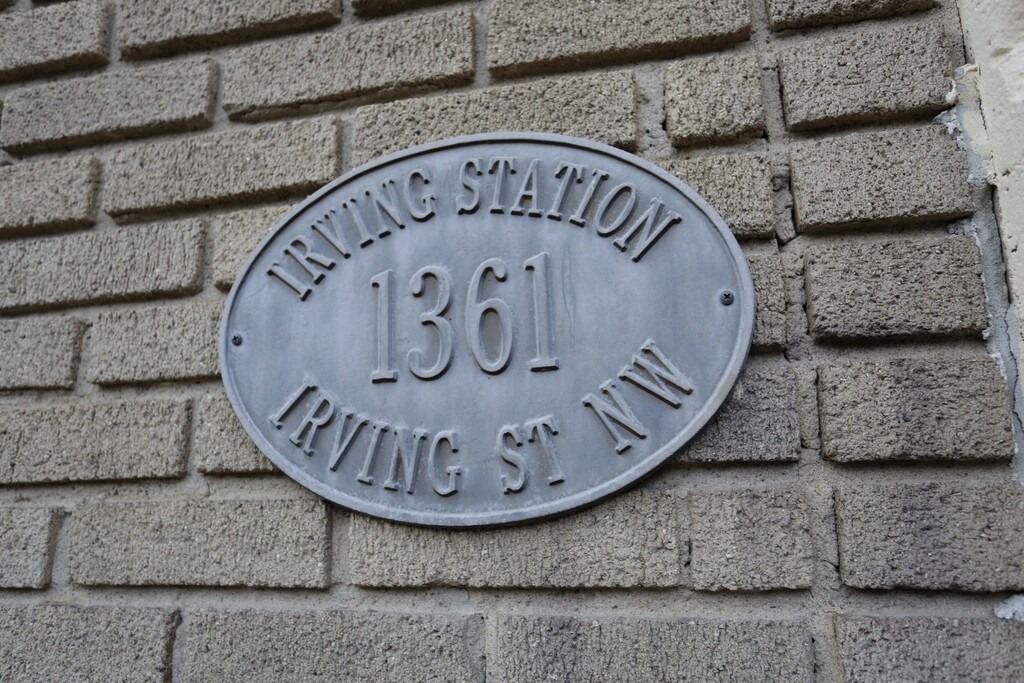 IRVING STATION
1361
IRVING ST NW